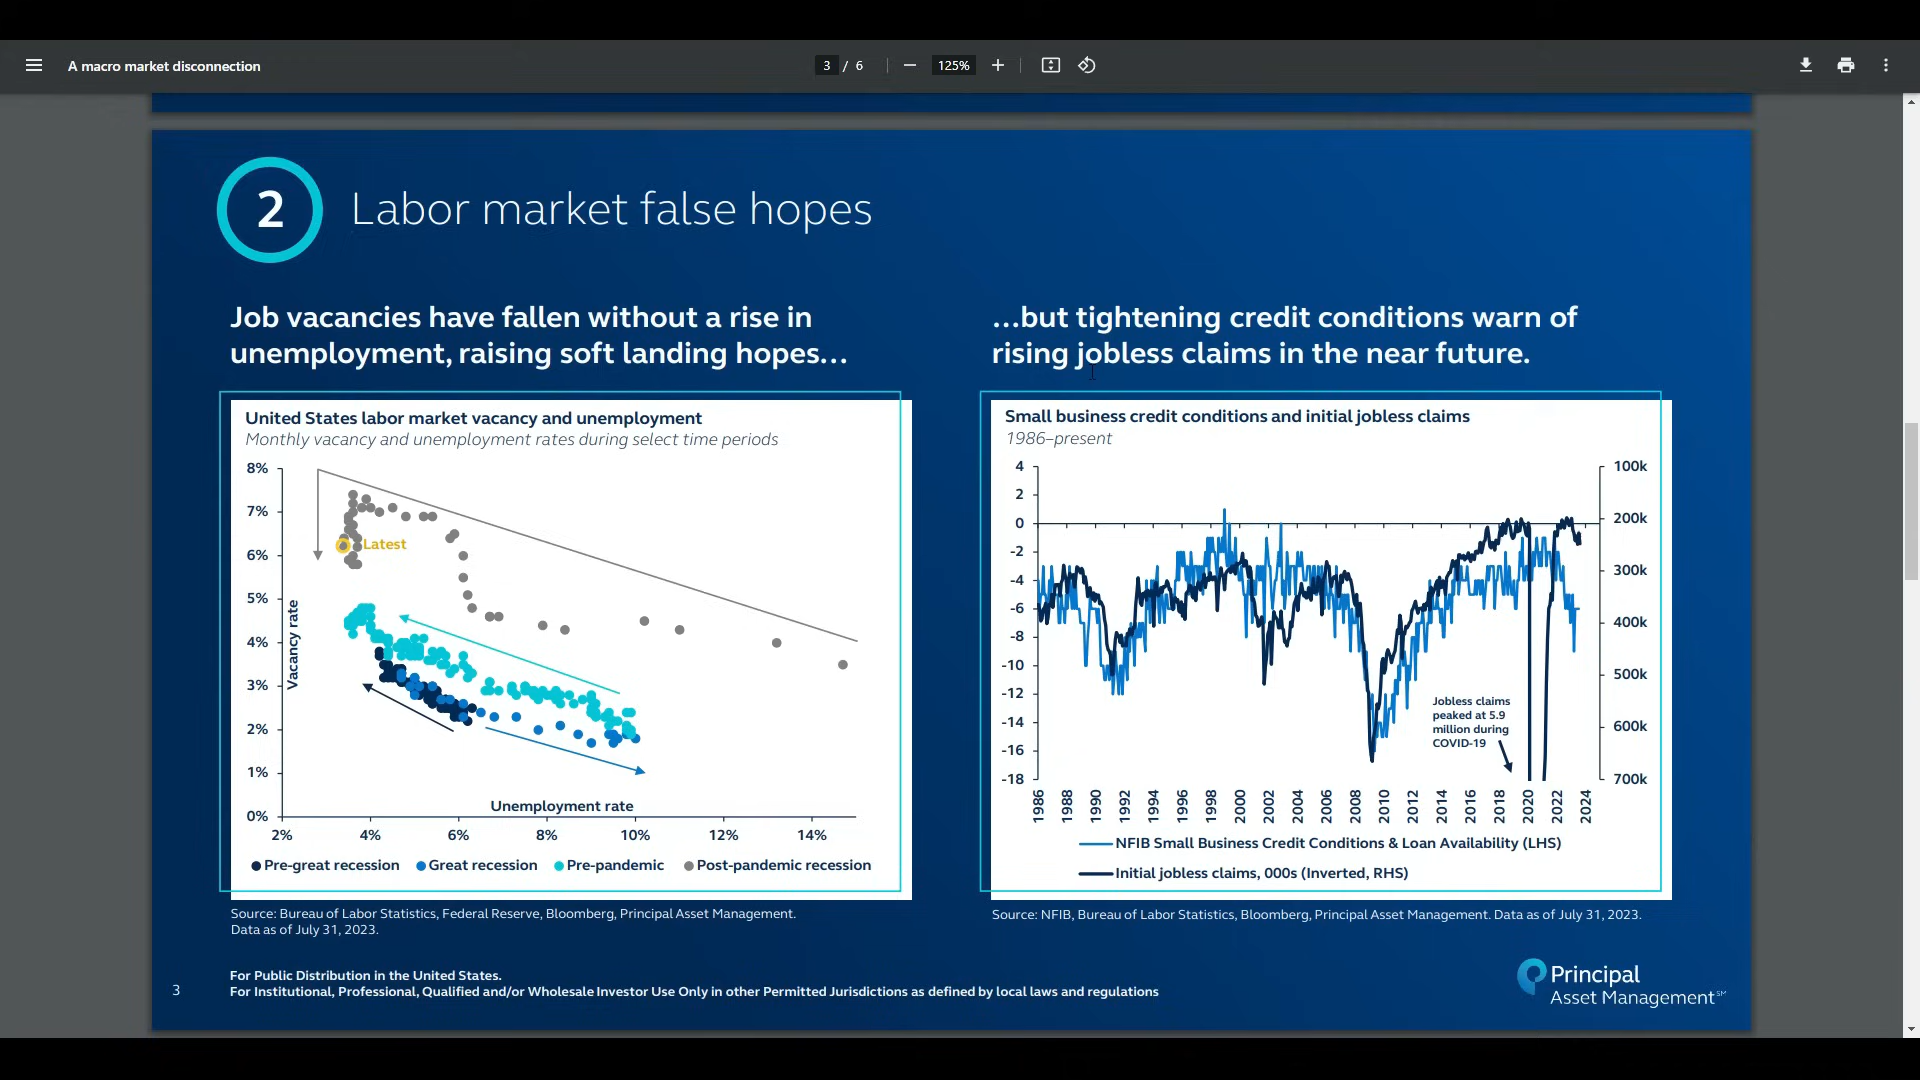 A macro market disconnection
3 / 6
125%
2
Labor market false hopes
Job vacancies have fallen without a rise in
unemployment, raising soft landing hopes...
United States labor market vacancy and unemployment
Monthly vacancy and unemployment rates during select time periods
8%
7%
6%
5%
4%
3%
2%
1%
0%
Vacancy rate
Latest
Unemployment rate
2% 4% 6% 8% 10% 12% 14%
Pre-great recession Great recession Pre-pandemic Post-pandemic recession
Source: Bureau of Labor Statistics, Federal Reserve, Bloomberg, Principal Asset Management.
Data as of July 31, 2023.
...but tightening credit conditions warn of
rising jobless claims in the near future.
Small business credit conditions and initial jobless claims
1986–present
4
2
0
-2
-4
-6
-8
-10
-12
-14
-16
-18
100k
200k
300k
400k
500k
600k
700k
Jobless claims
peaked at 5.9
million during
COVID-19
1986 1988 1990 1992 1994 1996 1998 2000 2002 2004 2006 2008 2010 2012 2014 2016 2018 2020 2022 2024
NFIB Small Business Credit Conditions & Loan Availability (LHS)
Initial jobless claims, 000s (Inverted, RHS)
Source: NFIB, Bureau of Labor Statistics, Bloomberg, Principal Asset Management. Data as of July 31, 2023.
3
For Public Distribution in the United States.
For Institutional, Professional, Qualified and/or Wholesale Investor Use Only in other Permitted Jurisdictions as defined by local laws and regulations
Principal
Asset Management℠